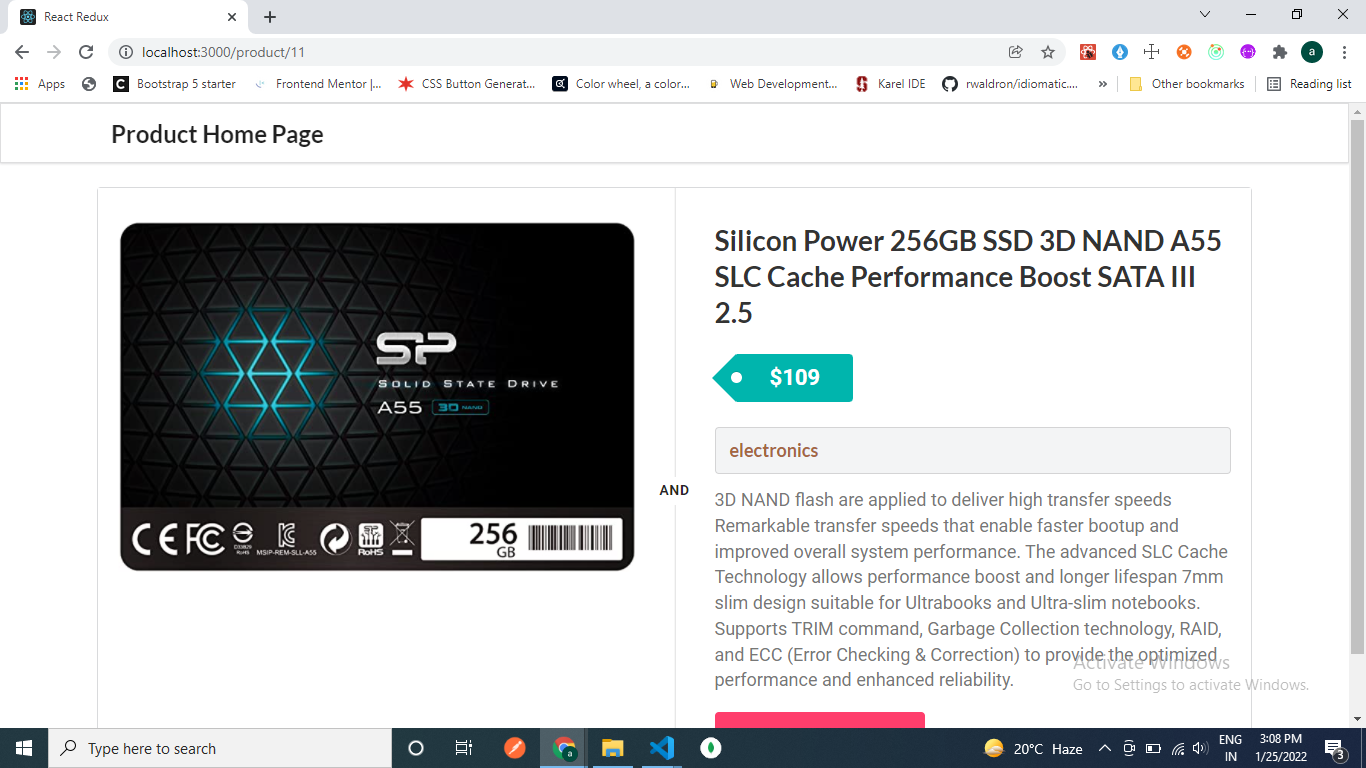 React Redux
localhost:3000/product/11
a
Apps
Bootstrap 5 starter
Frontend Mentor |...
CSS Button Generat...
Color wheel, a color...
Web Development...
Karel IDE
rwaldron/idiomatic....
»
Other bookmarks
Reading list
Product Home Page
SP
SOLID STATE DRIVE
A55 3D NAND
CE FC
MSIP-REM-SLL-A55
RoHS
256
GB
AND
Silicon Power 256GB SSD 3D NAND A55
SLC Cache Performance Boost SATA III
2.5
$109
electronics
3D NAND flash are applied to deliver high transfer speeds
Remarkable transfer speeds that enable faster bootup and
improved overall system performance. The advanced SLC Cache
Technology allows performance boost and longer lifespan 7mm
slim design suitable for Ultrabooks and Ultra-slim notebooks.
Supports TRIM command, Garbage Collection technology, RAID,
and ECC (Error Checking & Correction) to provide the optimized
performance and enhanced reliability.
Activate Windows
Go to Settings to activate Windows.
Type here to search
a
20°C Haze
ENG
IN
3:08 PM
1/25/2022
3